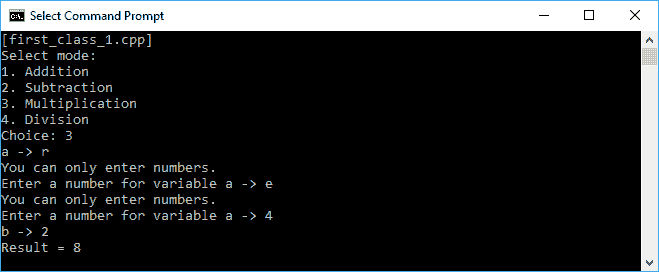 Select Command Prompt
[first_class_1.cpp]
Select mode:
1. Addition
2. Subtraction
3. Multiplication
4. Division
Choice: 3
a -> r
You can only enter numbers.
Enter a number for variable a -> e
You can only enter numbers.
Enter a number for variable a -> 4
b -> 2
Result = 8